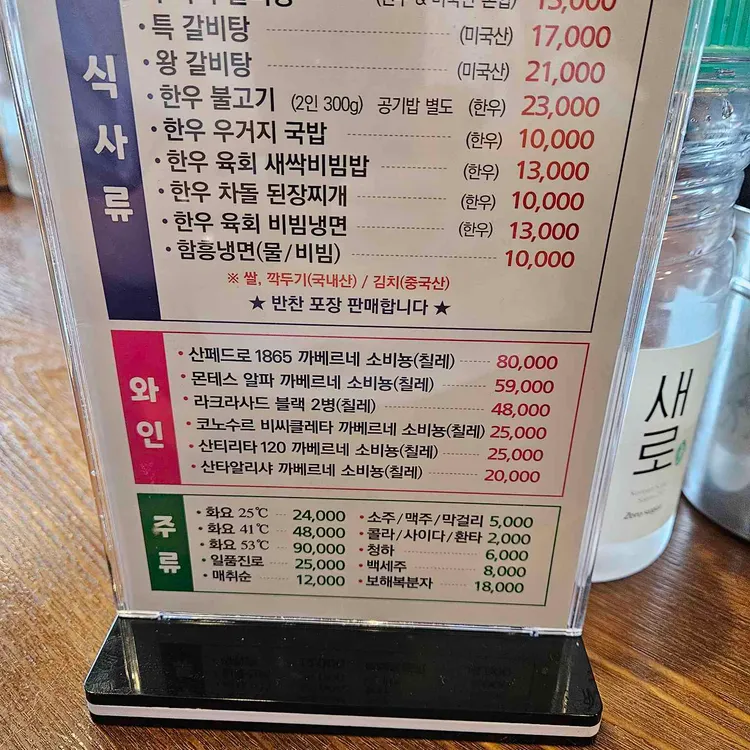 (한우 & 미국산 혼합) 15,000
• 특 갈비탕 (미국산) 17,000
• 왕 갈비탕 (미국산) 21,000
• 한우 불고기 (2인 300g) 공기밥 별도 (한우) 23,000
• 한우 우거지 국밥 (한우) 10,000
• 한우 육회 새싹비빔밥 (한우) 13,000
• 한우 차돌 된장찌개 (한우) 10,000
• 한우 육회 비빔냉면 (한우) 13,000
• 함흥냉면(물/비빔) 10,000
식사류
※ 쌀, 깍두기(국내산) / 김치(중국산)
★ 반찬 포장 판매합니다 ★
와인
• 산페드로 1865 까베르네 소비뇽(칠레) 80,000
• 몬테스 알파 까베르네 소비뇽(칠레) 59,000
• 라크라사드 블랙 2병(칠레) 48,000
• 코노수르 비씨클레타 까베르네 소비뇽(칠레) 25,000
• 산티리타 120 까베르네 소비뇽(칠레) 25,000
• 산타알리샤 까베르네 소비뇽(칠레) 20,000
주류
• 화요 25℃ 24,000
• 화요 41℃ 48,000
• 화요 53℃ 90,000
• 일품진로 25,000
• 매취순 12,000
• 소주/맥주/막걸리 5,000
• 콜라/사이다/환타 2,000
• 청하 6,000
• 백세주 8,000
• 보해복분자 18,000
새로
Zero Sugar